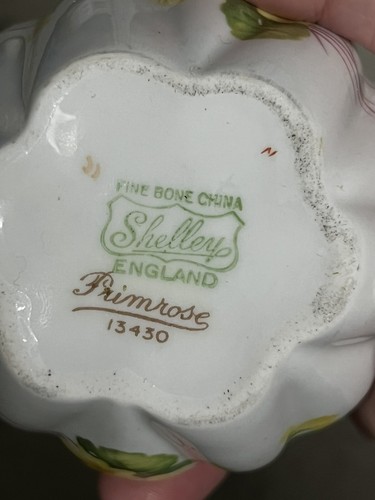 FINE BONE CHINA
Shelley
ENGLAND
Primrose
13430